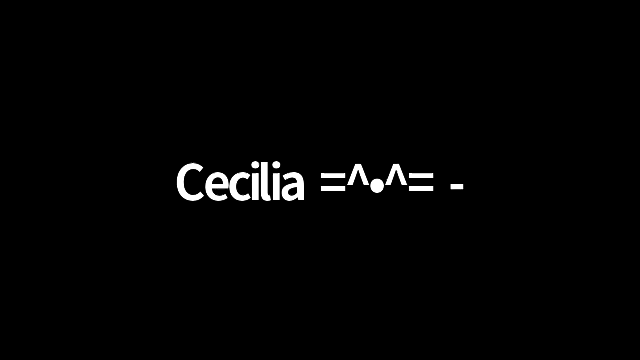 Cecilia =^•^= -